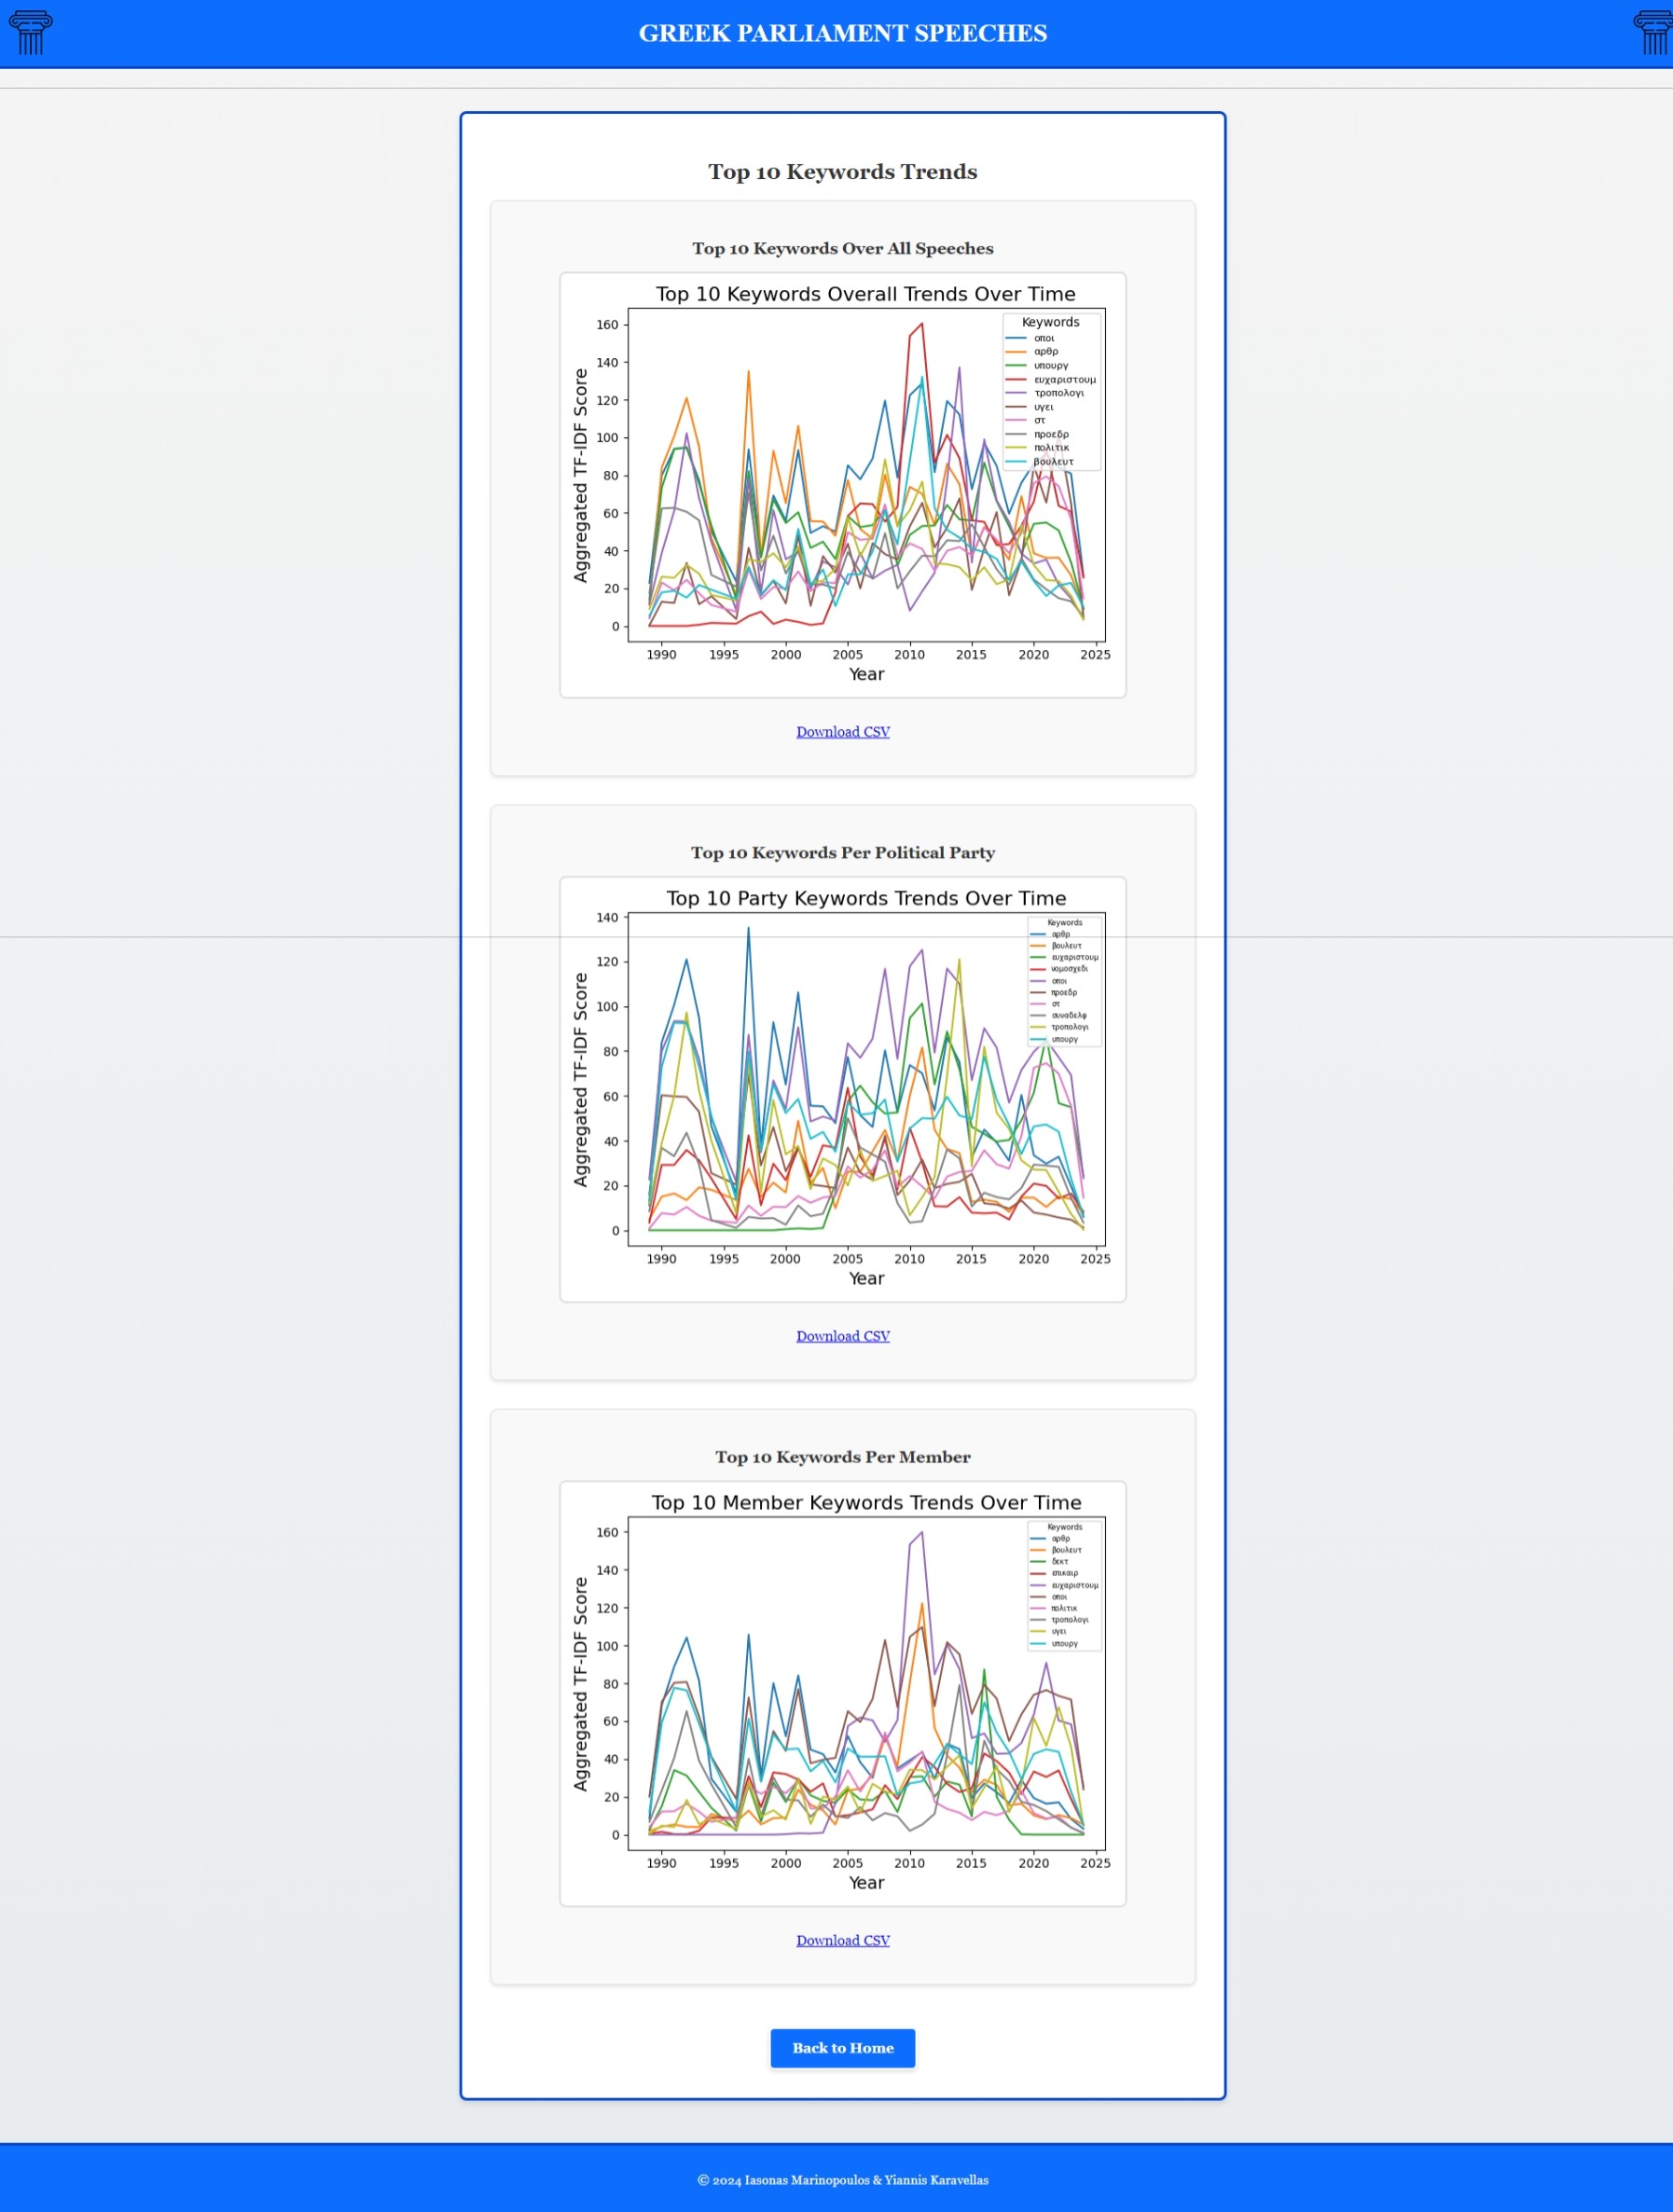 GREEK PARLIAMENT SPEECHES
Top 10 Keywords Trends
Top 10 Keywords Over All Speeches
Top 10 Keywords Overall Trends Over Time
Aggregated TF-IDF Score
160
140
120
100
80
60
40
20
0
Keywords
οποι
αρθρ
υπουργ
ευχαριστουμ
τροπολογι
υγει
στ
προεδρ
πολιτικ
βουλευτ
1990 1995 2000 2005 2010 2015 2020 2025
Year
Download CSV
Top 10 Keywords Per Political Party
Top 10 Party Keywords Trends Over Time
Aggregated TF-IDF Score
140
120
100
80
60
40
20
0
Keywords
αρθρ
βουλευτ
ευχαριστουμ
νομοσχεδι
οποι
προεδρ
στ
συναδελφ
τροπολογι
υπουργ
1990 1995 2000 2005 2010 2015 2020 2025
Year
Download CSV
Top 10 Keywords Per Member
Top 10 Member Keywords Trends Over Time
Aggregated TF-IDF Score
160
140
120
100
80
60
40
20
0
Keywords
αρθρ
βουλευτ
δεκτ
επικαιρ
ευχαριστουμ
οποι
πολιτικ
τροπολογι
υγει
υπουργ
1990 1995 2000 2005 2010 2015 2020 2025
Year
Download CSV
Back to Home
© 2024 Iasonas Marinopoulos & Yiannis Karavellas